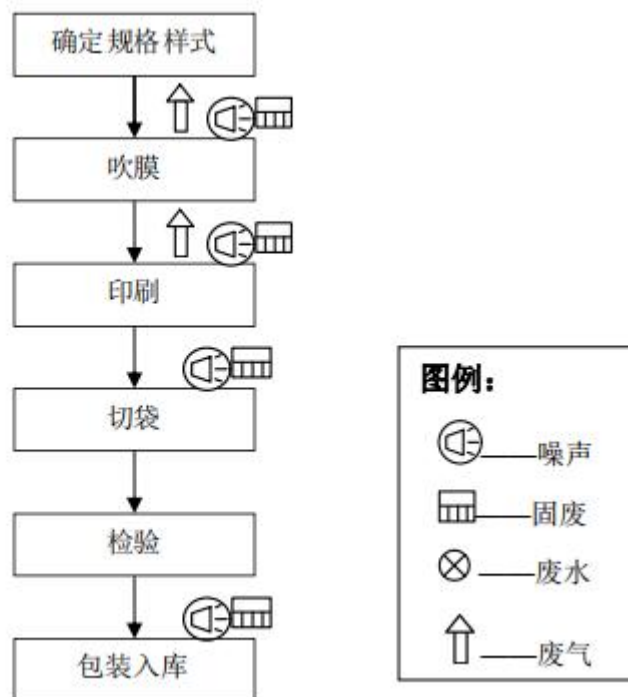 确定规格样式
吹膜
印刷
切袋
检验
包装入库
图例：
——噪声
——固废
——废水
——废气